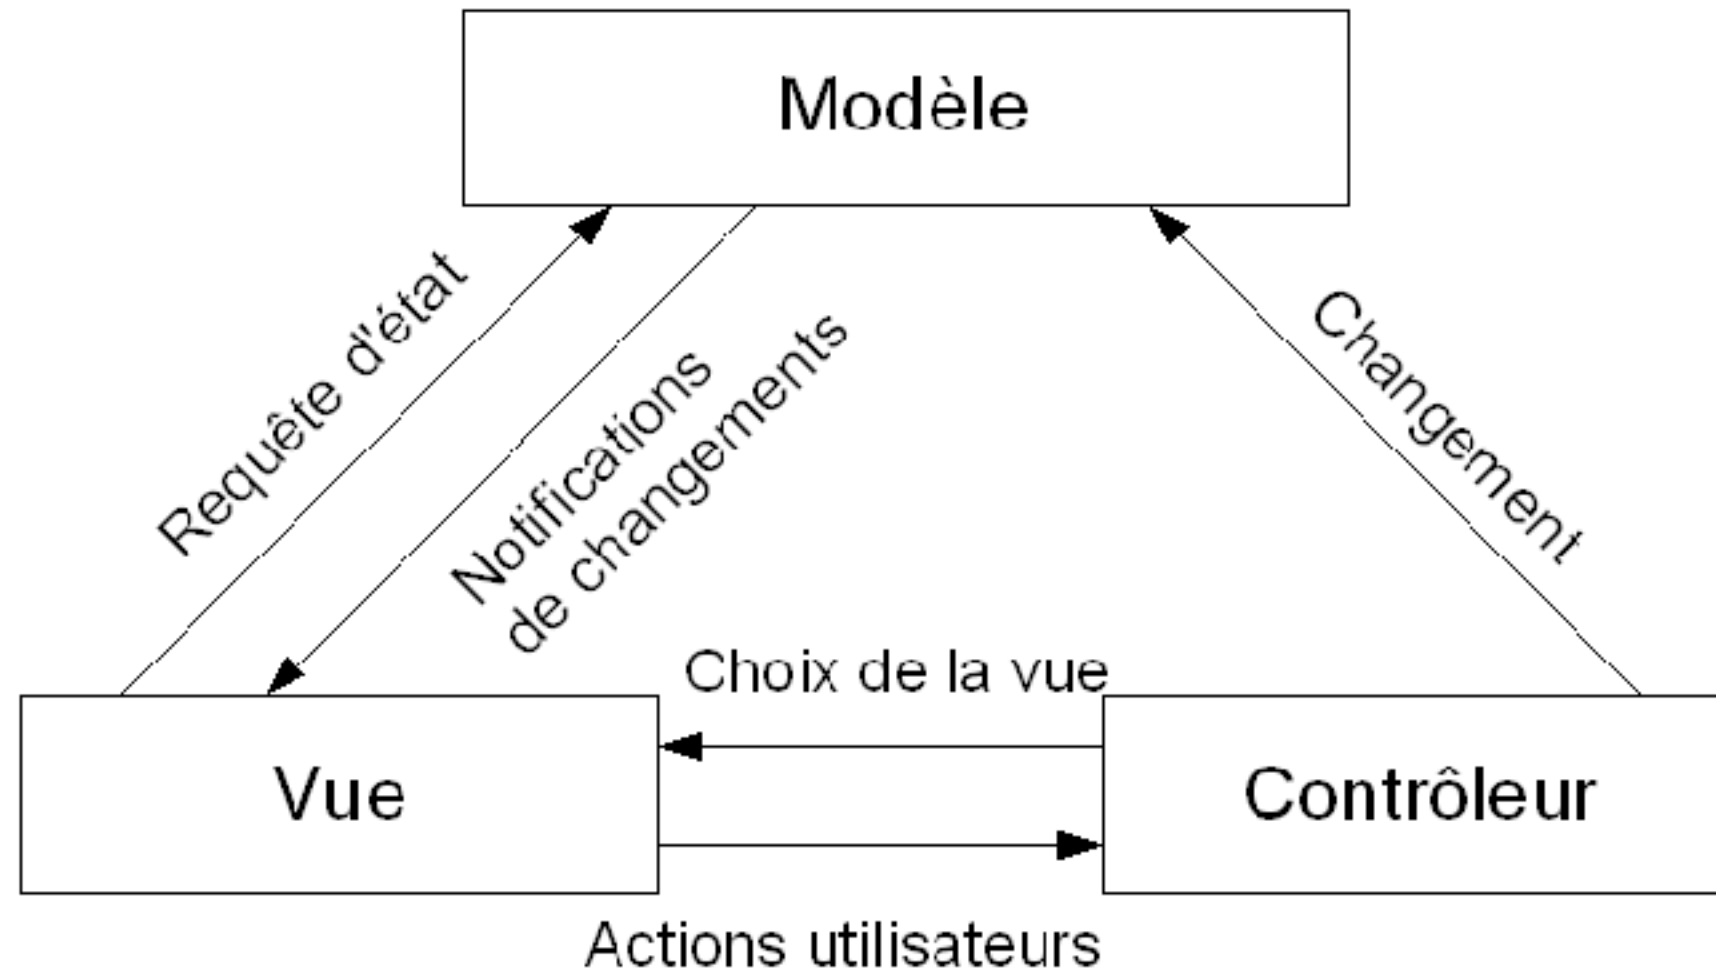 Modèle
Requête d'état
Notifications
de changements
Changement
Choix de la vue
Vue
Contrôleur
Actions utilisateurs